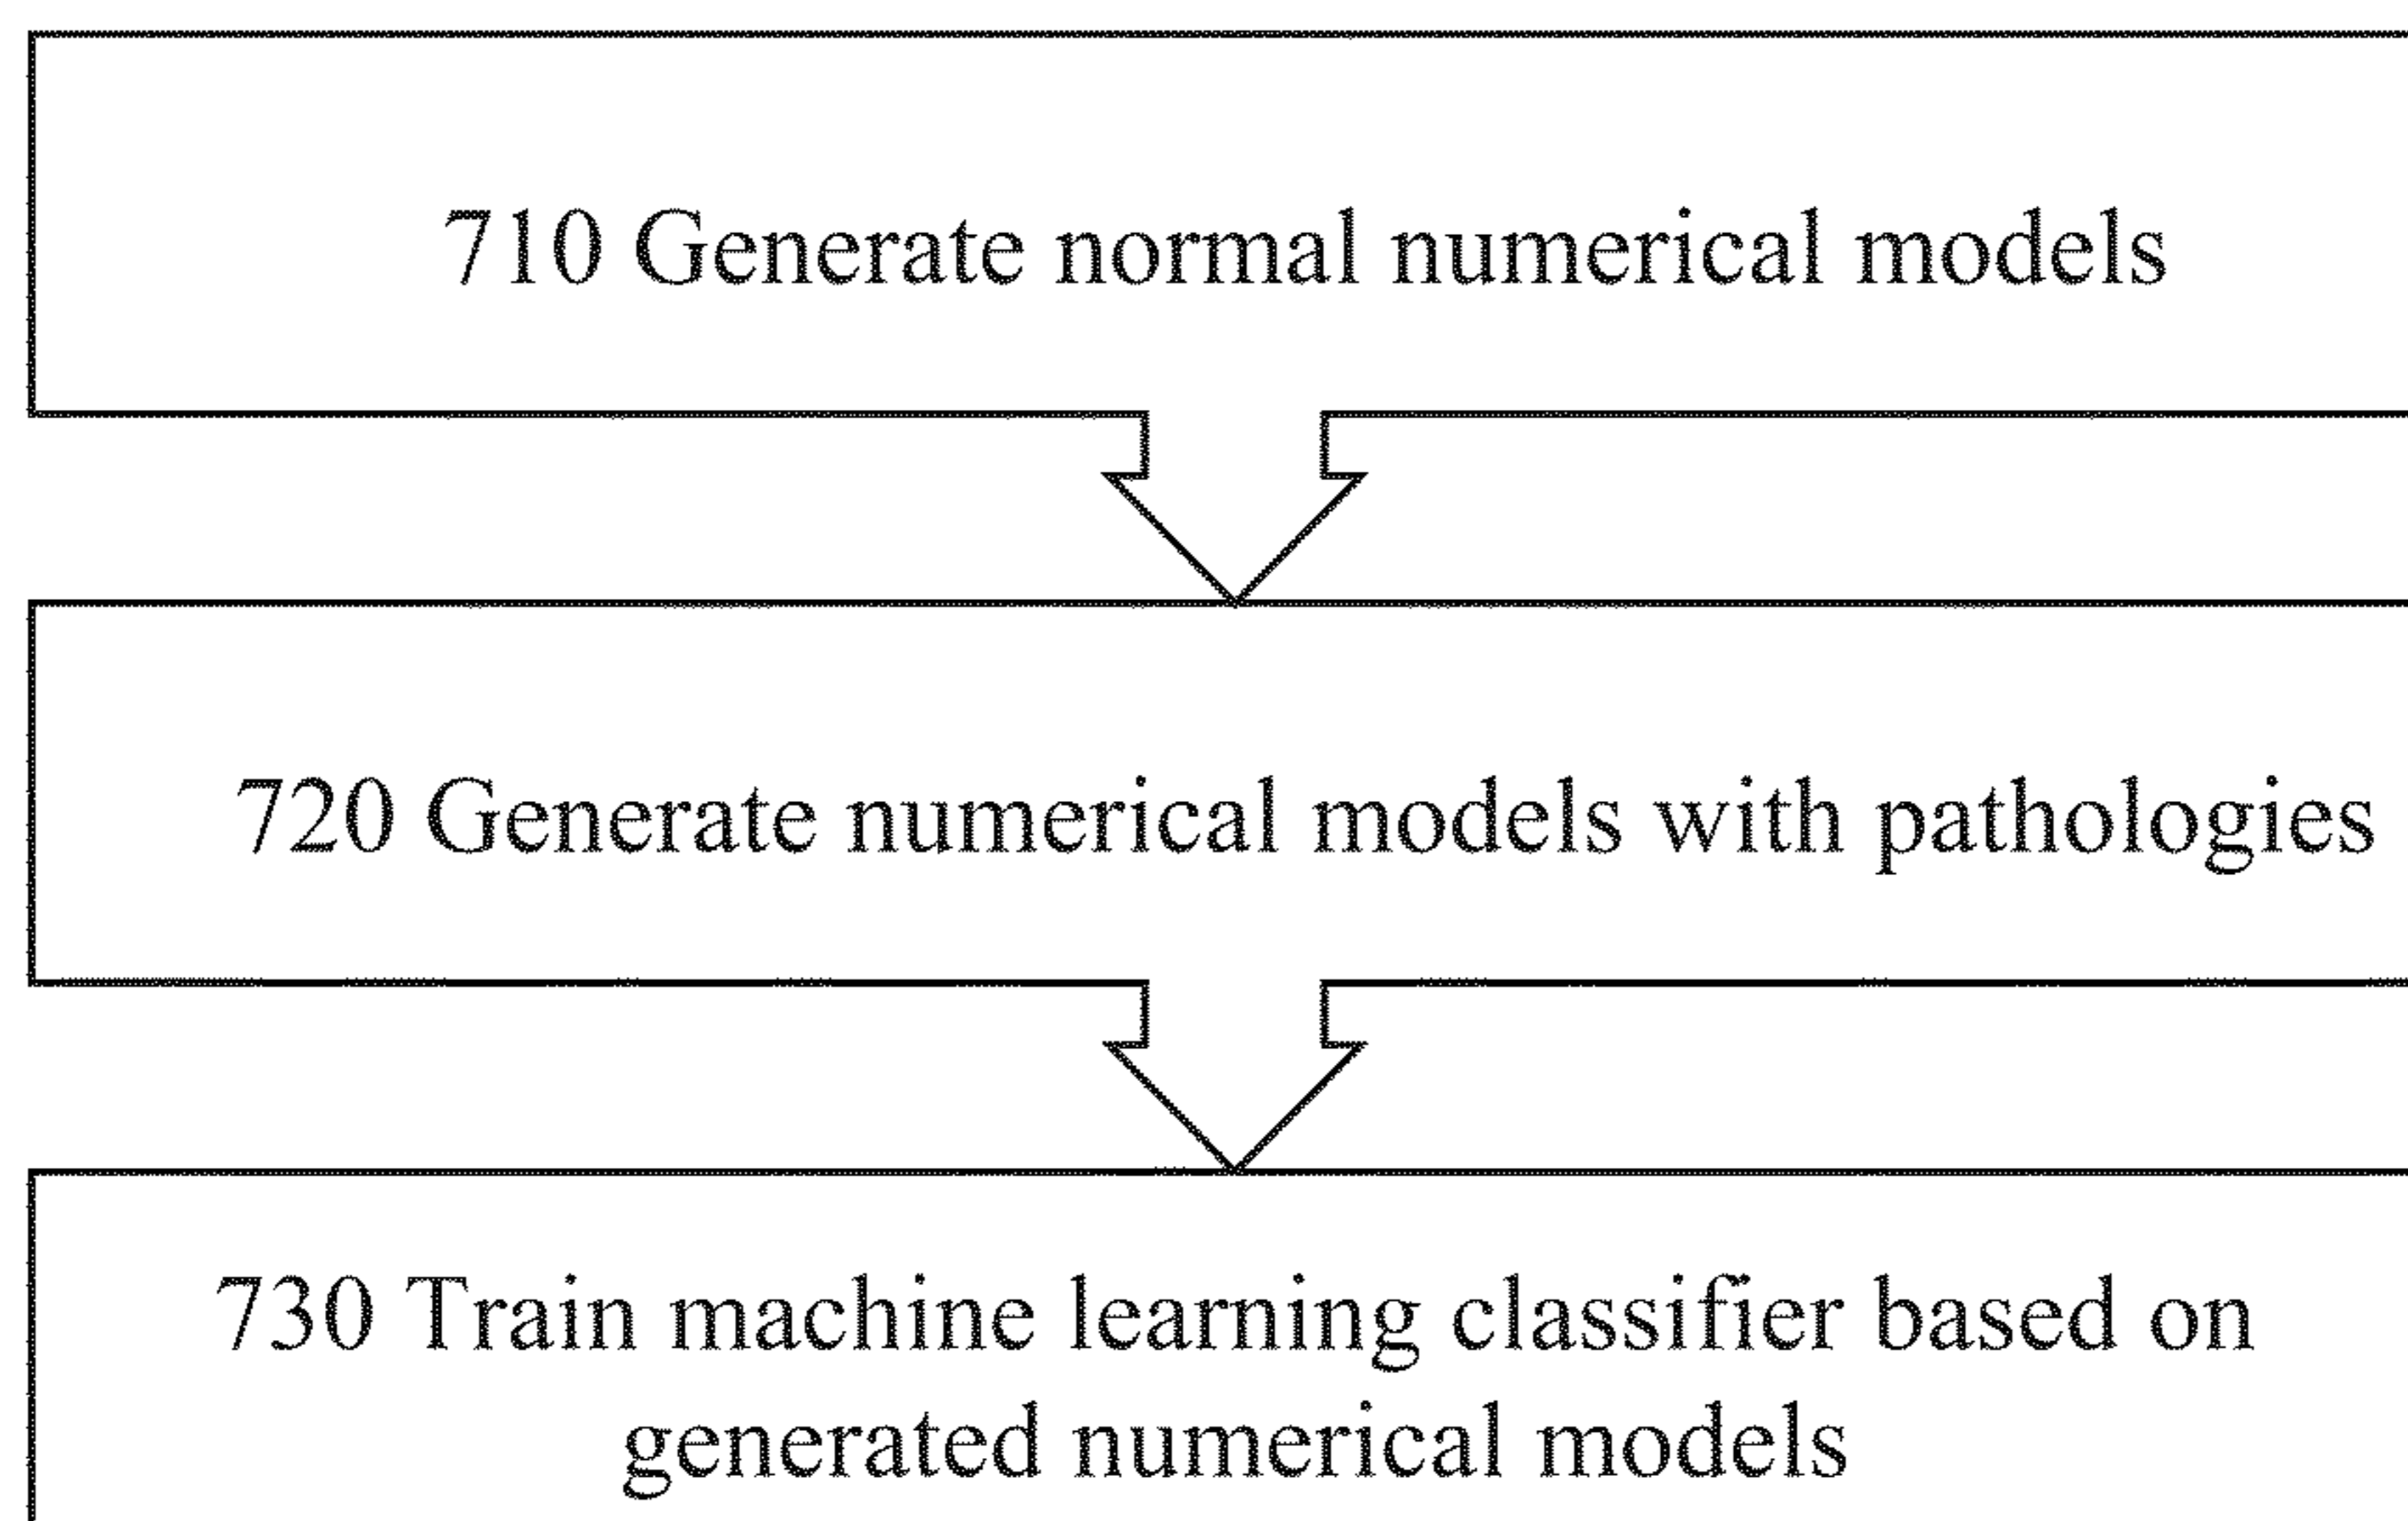 710 Generate normal numerical models
720 Generate numerical models with pathologies
730 Train machine learning classifier based on
generated numerical models